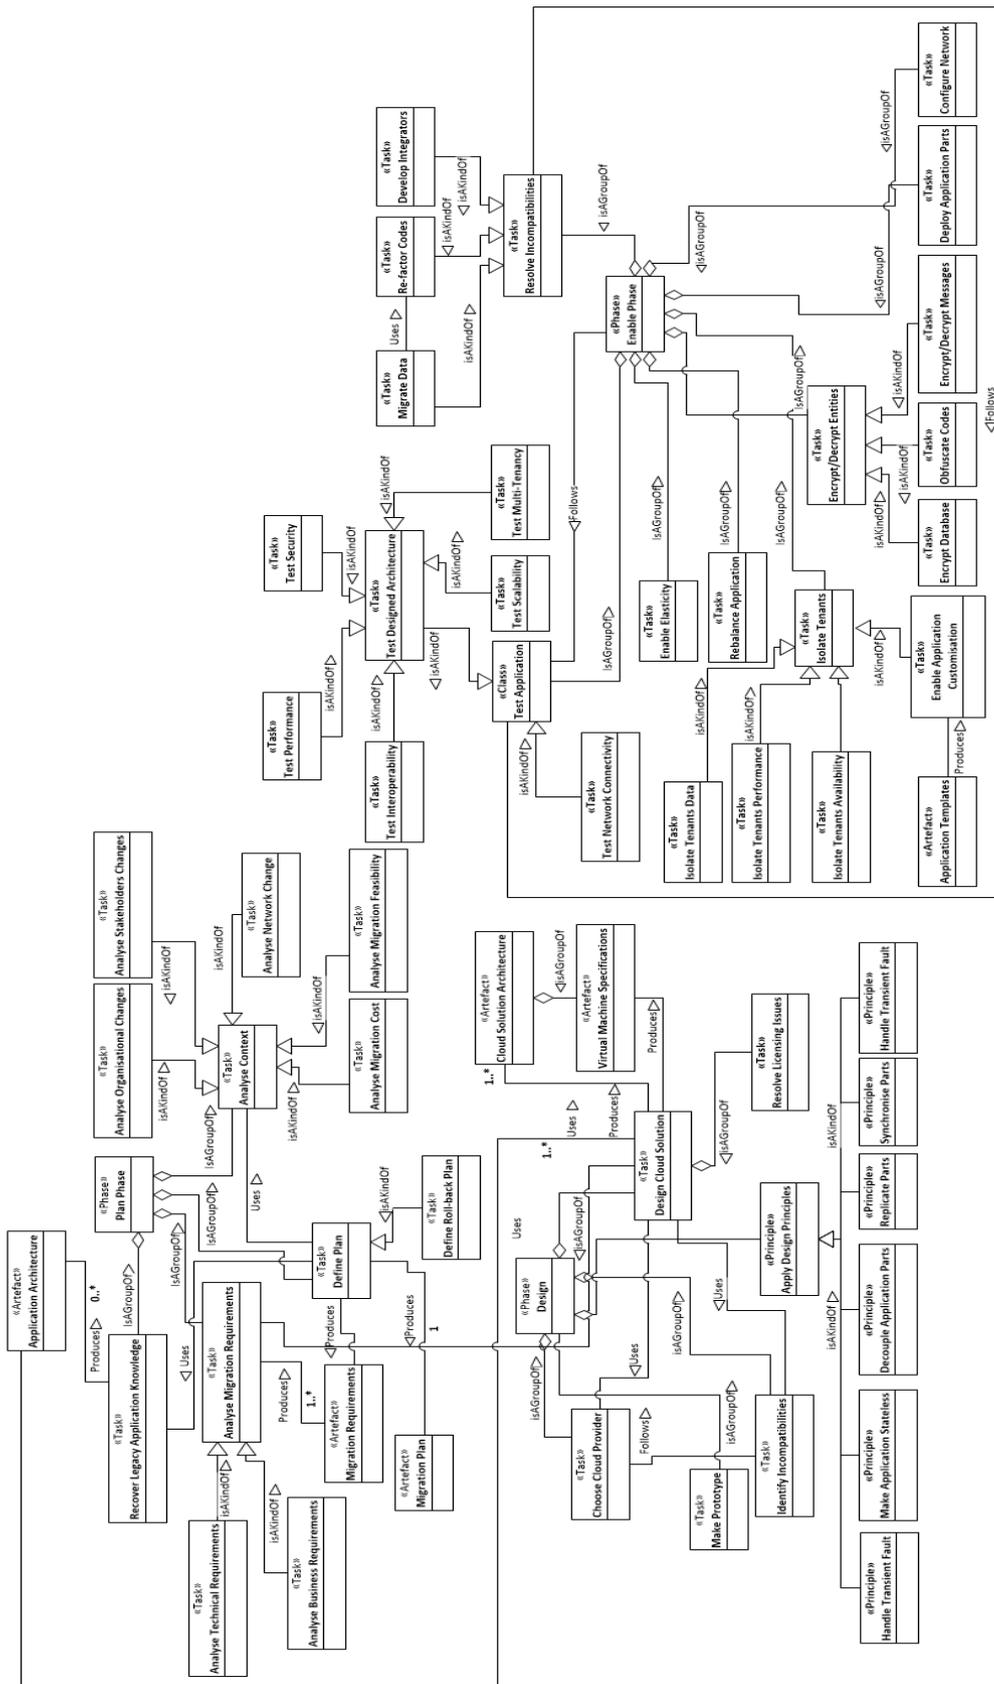 «Artefact»
Application Architecture
Produces
0..*
«Task»
Recover Legacy Application Knowledge
IsAGroupOf
«Phase»
Plan Phase
«Task»
Analyse Organisational Changes
«Task»
Analyse Stakeholders Changes
isAKindOf
isAKindOf
IsAGroupOf
Uses
IsAGroupOf
IsAGroupOf
«Task»
Analyse Technical Requirements
isAKindOf
«Task»
Analyse Migration Requirements
«Task»
Analyse Context
isAKindOf
«Task»
Analyse Network Change
Uses
isAKindOf
Produces
1..*
«Task»
Analyse Business Requirements
«Task»
Define Plan
isAKindOf
isAKindOf
«Artefact»
Migration Requirements
Produces
«Task»
Analyse Migration Cost
«Task»
Analyse Migration Feasibility
isAKindOf
«Artefact»
Migration Plan
Produces
1
«Task»
Define Roll-back Plan
«Task»
Test Performance
«Task»
Test Security
isAKindOf
isAKindOf
«Task»
Test Interoperability
isAKindOf
«Task»
Test Designed Architecture
isAKindOf
isAKindOf
isAKindOf
«Task»
Test Scalability
«Task»
Test Multi-Tenancy
«Class»
Test Application
isAKindOf
«Task»
Test Network Connectivity
IsAGroupOf
Follows
«Task»
Migrate Data
Uses
«Task»
Re-factor Codes
«Task»
Develop Integrators
isAKindOf
isAKindOf
isAKindOf
«Task»
Resolve Incompatibilities
isAGroupOf
«Phase»
Enable Phase
«Artefact»
Cloud Solution Architecture
1..*
isAGroupOf
«Artefact»
Virtual Machine Specifications
Produces
Produces
Uses
1..*
«Phase»
Design
Uses
isAGroupOf
isAGroupOf
«Task»
Choose Cloud Provider
Uses
Follows
«Task»
Design Cloud Solution
isAGroupOf
isAGroupOf
isAGroupOf
Uses
«Task»
Make Prototype
«Task»
Identify Incompatibilities
«Principle»
Apply Design Principles
«Task»
Resolve Licensing Issues
«Task»
Enable Elasticity
IsAGroupOf
«Task»
Rebalance Application
IsAGroupOf
isAGroupOf
«Task»
Isolate Tenants Data
isAKindOf
«Task»
Isolate Tenants Performance
isAKindOf
«Task»
Isolate Tenants Availability
«Task»
Isolate Tenants
IsAGroupOf
IsAGroupOf
«Task»
Encrypt/Decrypt Entities
isAKindOf
isAKindOf
isAKindOf
isAKindOf
isAGroupOf
isAGroupOf
«Artefact»
Application Templates
Produces
«Task»
Enable Application
Customisation
«Task»
Encrypt Database
«Task»
Obfuscate Codes
«Task»
Encrypt/Decrypt Messages
«Task»
Deploy Application Parts
«Task»
Configure Network
isAKindOf
isAKindOf
«Principle»
Handle Transient Fault
«Principle»
Make Application Stateless
«Principle»
Decouple Application Parts
«Principle»
Replicate Parts
«Principle»
Synchronise Parts
«Principle»
Handle Transient Fault
Follows